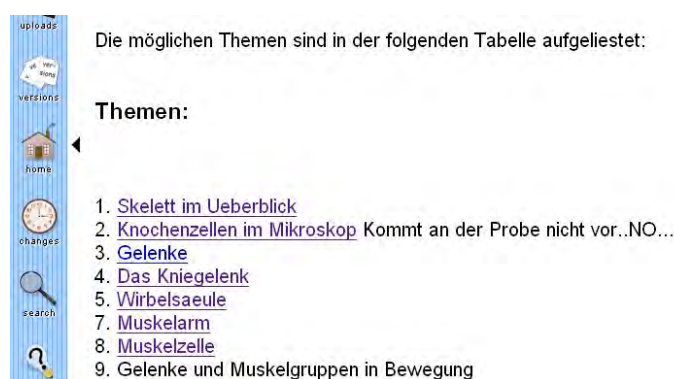 uploads
Die möglichen Themen sind in der folgenden Tabelle aufgeliestet:
versions
Themen:
home
1. Skelett im Ueberblick
2. Knochenzellen im Mikroskop Kommt an der Probe nicht vor..NO...
changes
3. Gelenke
4. Das Kniegelenk
5. Wirbelsaeule
search
7. Muskelarm
8. Muskelzelle
9. Gelenke und Muskelgruppen in Bewegung